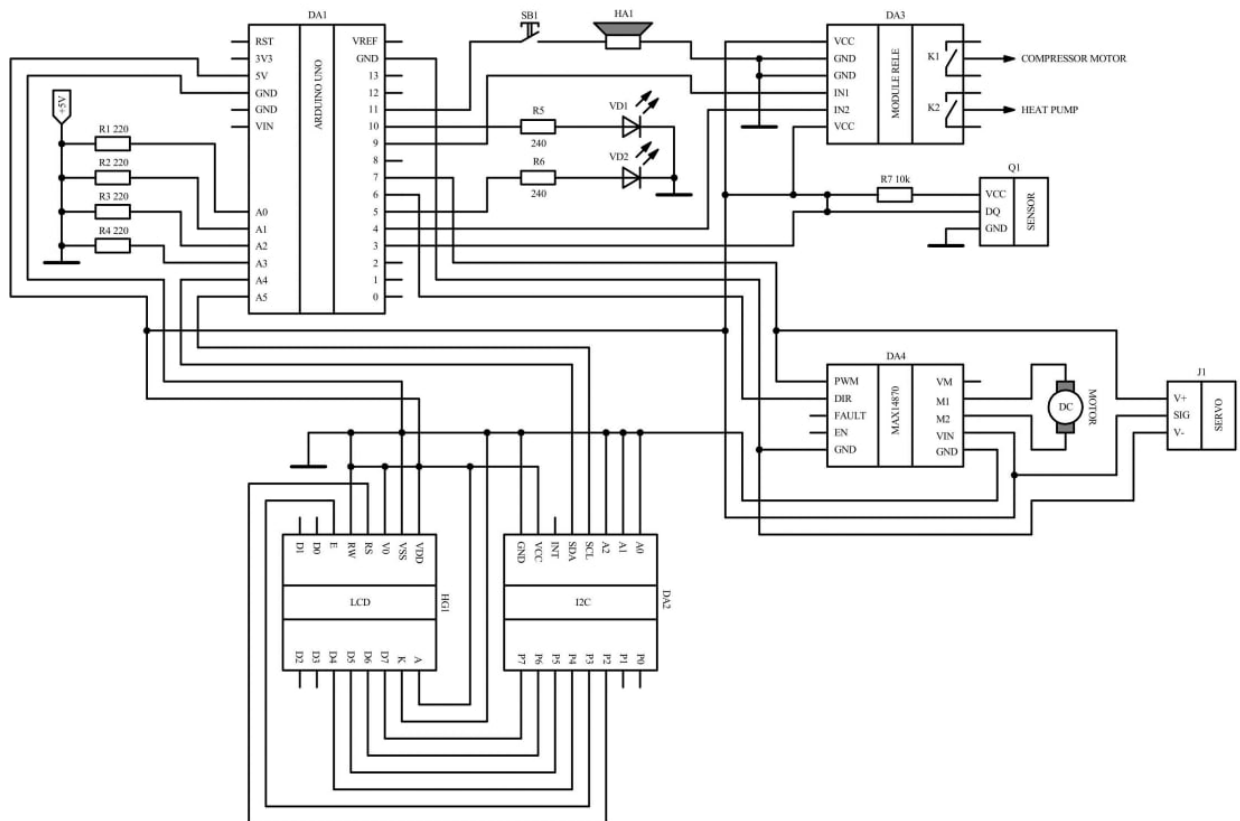 DA1
ARDUINO UNO
RST
3V3
5V
GND
GND
VIN
A0
A1
A2
A3
A4
A5
VREF
GND
13
12
11
10
9
8
7
6
5
4
3
2
1
0
+5V
R1 220
R2 220
R3 220
R4 220
SB1
HA1
R5
240
VD1
R6
240
VD2
DA3
MODULE RELE
VCC
GND
GND
IN1
IN2
VCC
K1
K2
COMPRESSOR MOTOR
HEAT PUMP
R7 10k
Q1
VCC
DQ
GND
SENSOR
DA4
MAX14870
PWM
DIR
FAULT
EN
GND
VM
M1
M2
VIN
GND
DC
MOTOR
J1
V+
SIG
V-
SERVO
D1
D0
E
RW
RS
V0
VSS
VDD
LCD
HG1
D2
D3
D4
D5
D6
D7
K
A
GND
VCC
INT
SDA
SCL
A2
A1
A0
I2C
DA2
P7
P6
P5
P4
P3
P2
P1
P0